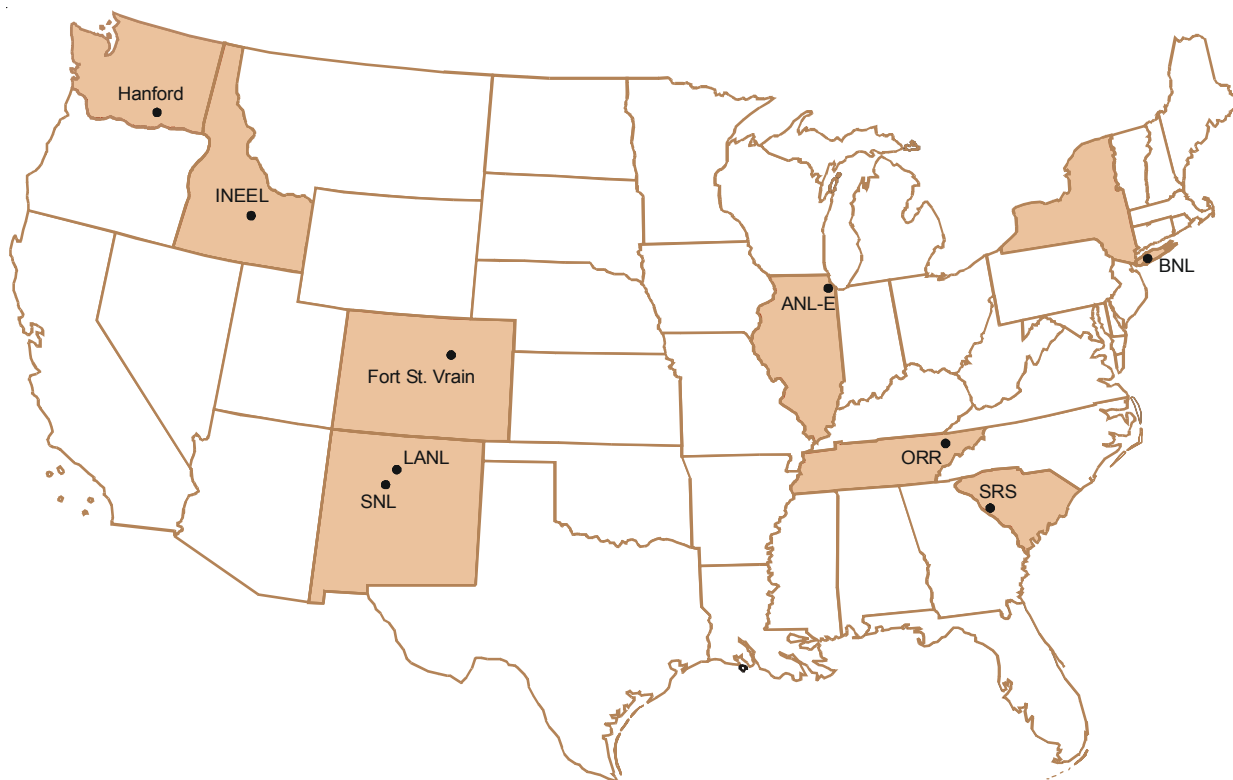 Hanford
INEEL
BNL
ANL-E
Fort St. Vrain
ORR
LANL
SNL
SRS